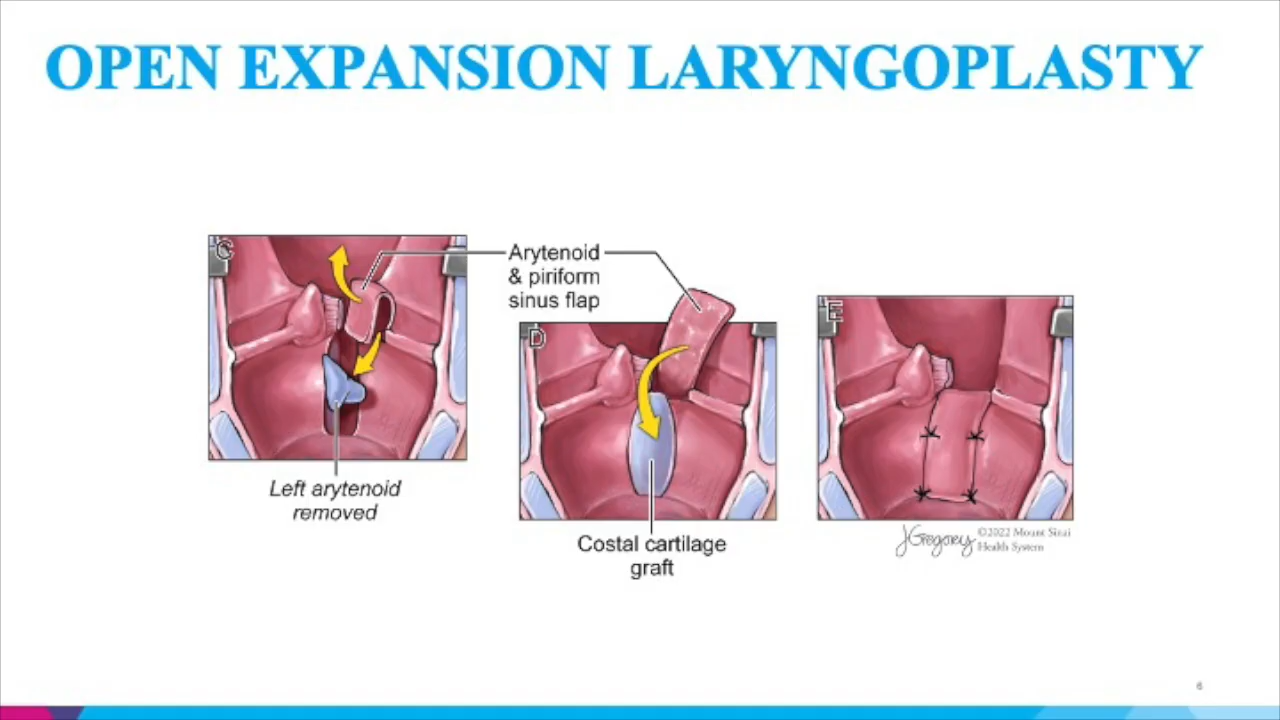 OPEN EXPANSION LARYNGOPLASTY
C
Arytenoid
& piriform
sinus flap
Left arytenoid
removed
D
Costal cartilage
graft
E
JGregory
©2022 Mount Sinai
Health System
6